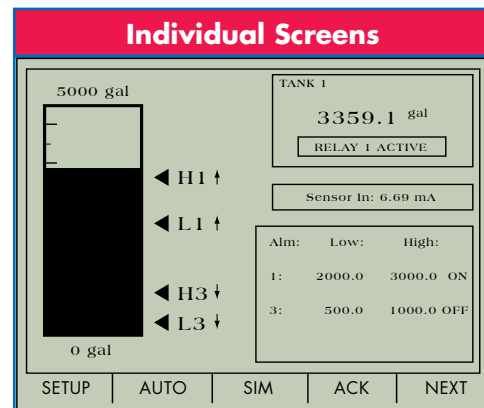 Individual Screens
5000 gal
TANK 1
3359.1 gal
RELAY 1 ACTIVE
H1
Sensor In: 6.69 mA
L1
Alm: Low: High:
1: 2000.0 3000.0 ON
H3
3: 500.0 1000.0 OFF
L3
0 gal
SETUP AUTO SIM ACK NEXT